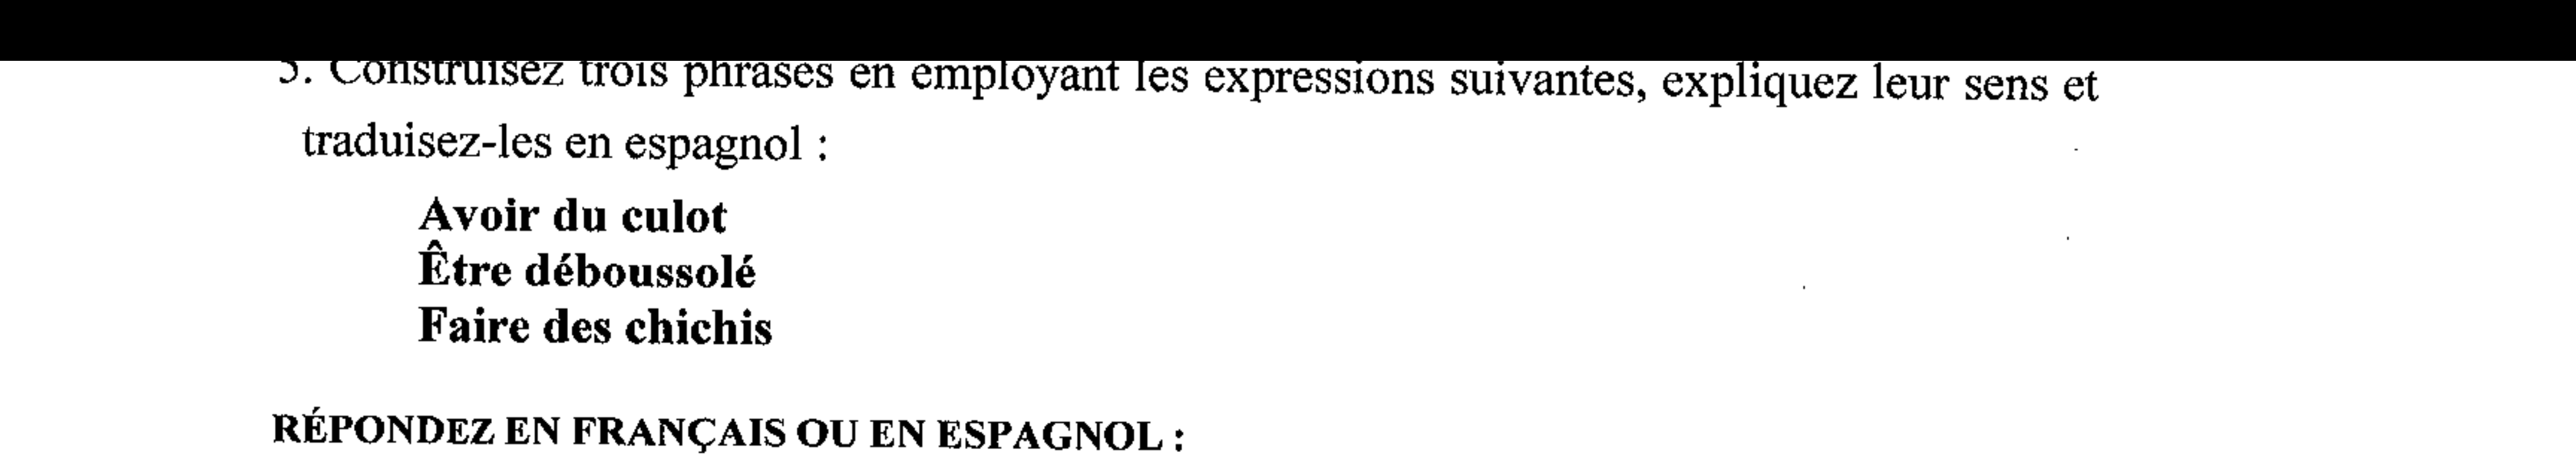 5. Construisez trois phrases en employant les expressions suivantes, expliquez leur sens et
traduisez-les en espagnol :
Avoir du culot
Être déboussolé
Faire des chichis
RÉPONDEZ EN FRANÇAIS OU EN ESPAGNOL :